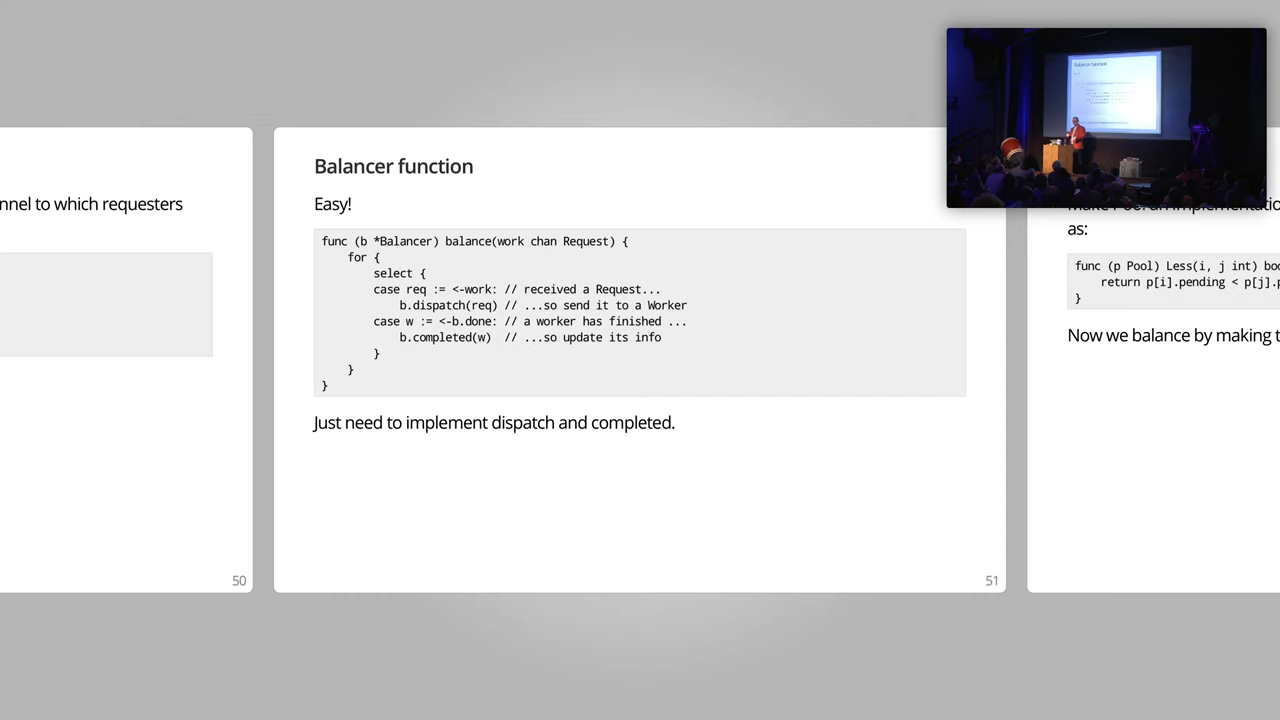 nnel to which requesters
50
Balancer function
Easy!
func (b *Balancer) balance(work chan Request) {
    for {
        select {
        case req := <-work: // received a Request...
            b.dispatch(req) // ...so send it to a Worker
        case w := <-b.done: // a worker has finished ...
            b.completed(w)  // ...so update its info
        }
    }
}
Just need to implement dispatch and completed.
51
Balancer function
as:
func (p Pool) Less(i, j int) boo
    return p[i].pending < p[j].p
}
Now we balance by making t